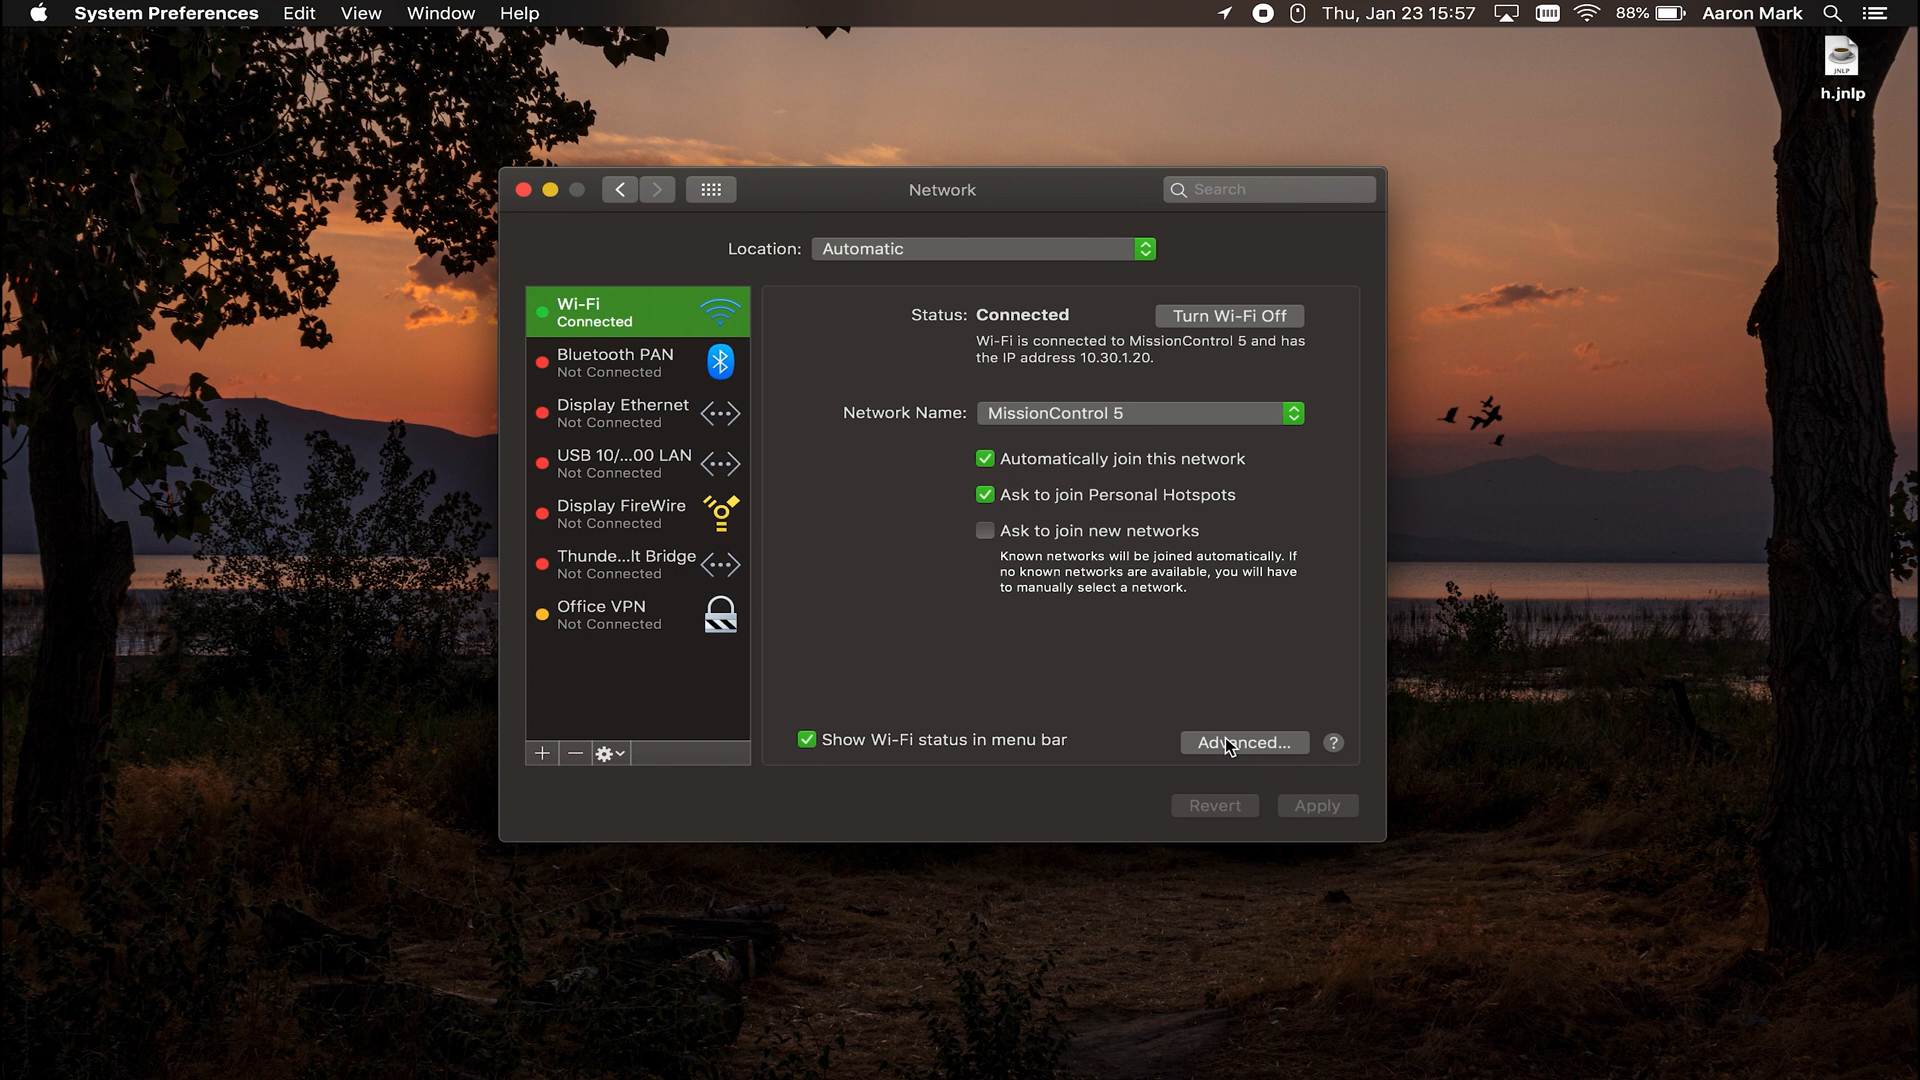 System Preferences Edit View Window Help Thu, Jan 23 15:57 88% Aaron Mark
JNLP
h.jnlp
Network
Search
Location: Automatic
Wi-Fi
Connected
Bluetooth PAN
Not Connected
Display Ethernet
Not Connected
USB 10/...00 LAN
Not Connected
Display FireWire
Not Connected
Thunde...lt Bridge
Not Connected
Office VPN
Not Connected
Status: Connected
Turn Wi-Fi Off
Wi-Fi is connected to MissionControl 5 and has
the IP address 10.30.1.20.
Network Name: MissionControl 5
Automatically join this network
Ask to join Personal Hotspots
Ask to join new networks
Known networks will be joined automatically. If
no known networks are available, you will have
to manually select a network.
Show Wi-Fi status in menu bar
Advanced... ?
Revert Apply